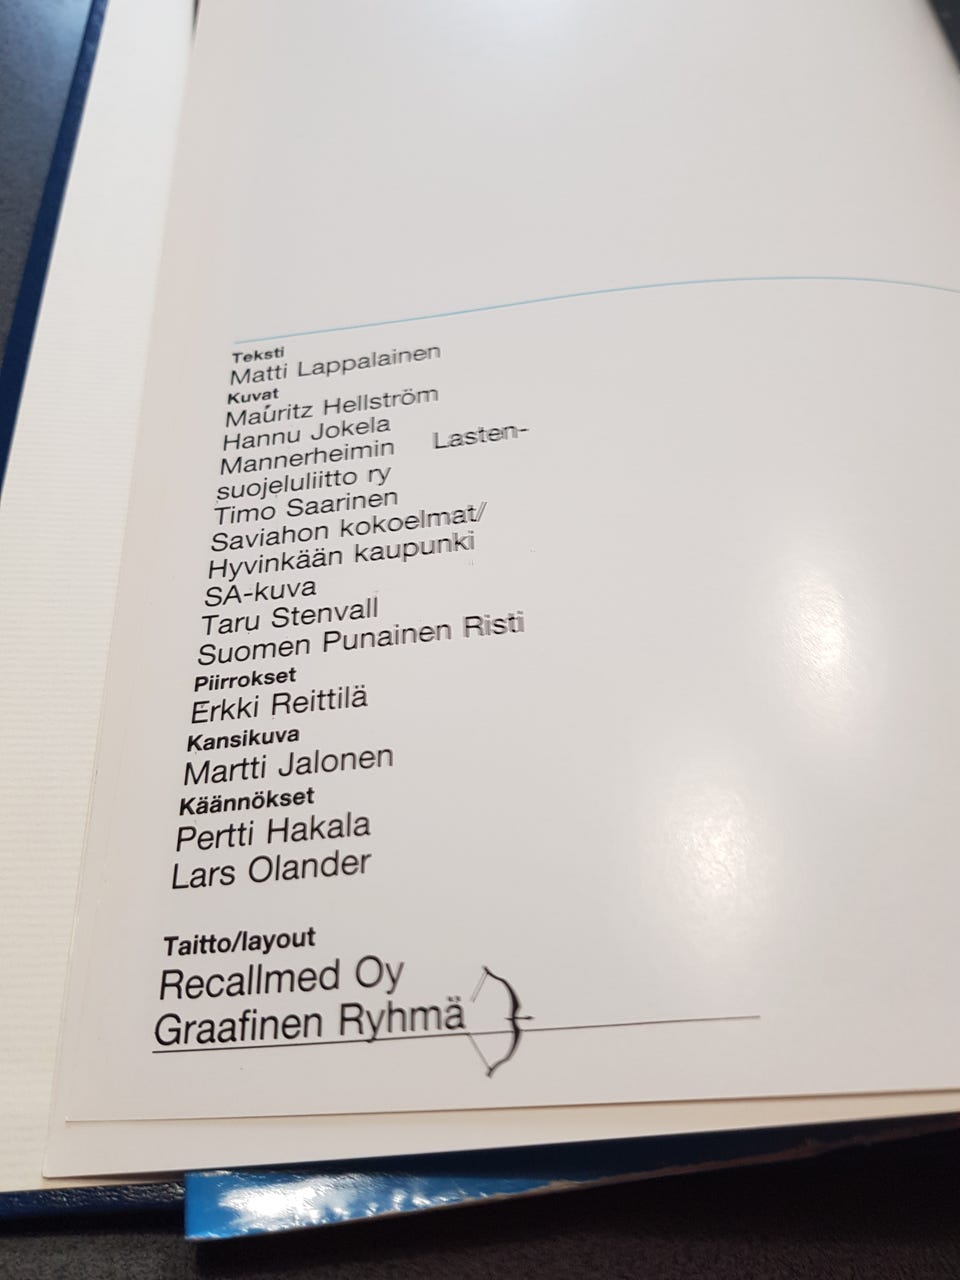 Teksti
Matti Lappalainen
Kuvat
Mauritz Hellström
Hannu Jokela
Mannerheimin Lasten-
suojeluliitto ry
Timo Saarinen
Saviahon kokoelmat/
Hyvinkään kaupunki
SA-kuva
Taru Stenvall
Suomen Punainen Risti
Piirrokset
Erkki Reittilä
Kansikuva
Martti Jalonen
Käännökset
Pertti Hakala
Lars Olander
Taitto/layout
Recallmed Oy
Graafinen Ryhmä